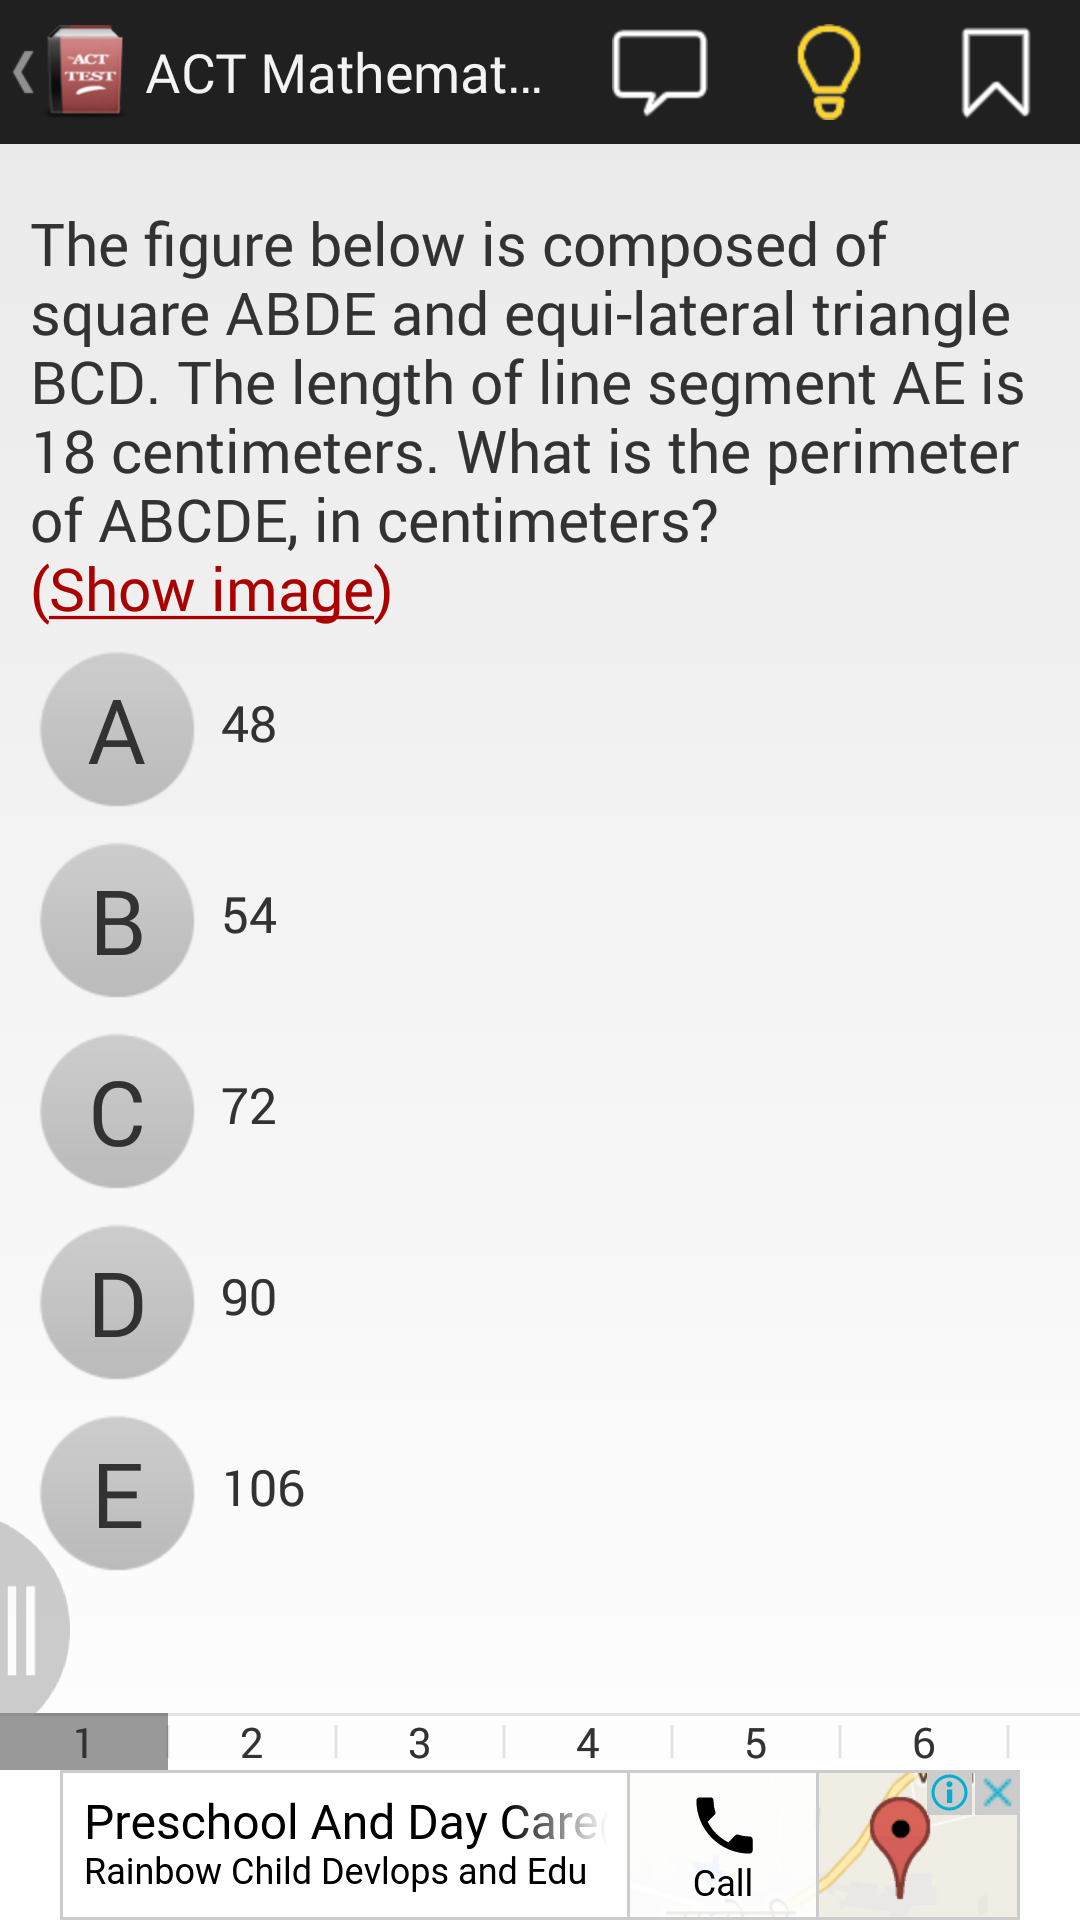 ACT
TEST
ACT Mathemat...
The figure below is composed of
square ABDE and equi-lateral triangle
BCD. The length of line segment AE is
18 centimeters. What is the perimeter
of ABCDE, in centimeters?
(Show image)
A 48
B 54
C 72
D 90
E 106
1 2 3 4 5 6
Preschool And Day Care
Rainbow Child Devlops and Edu
Call